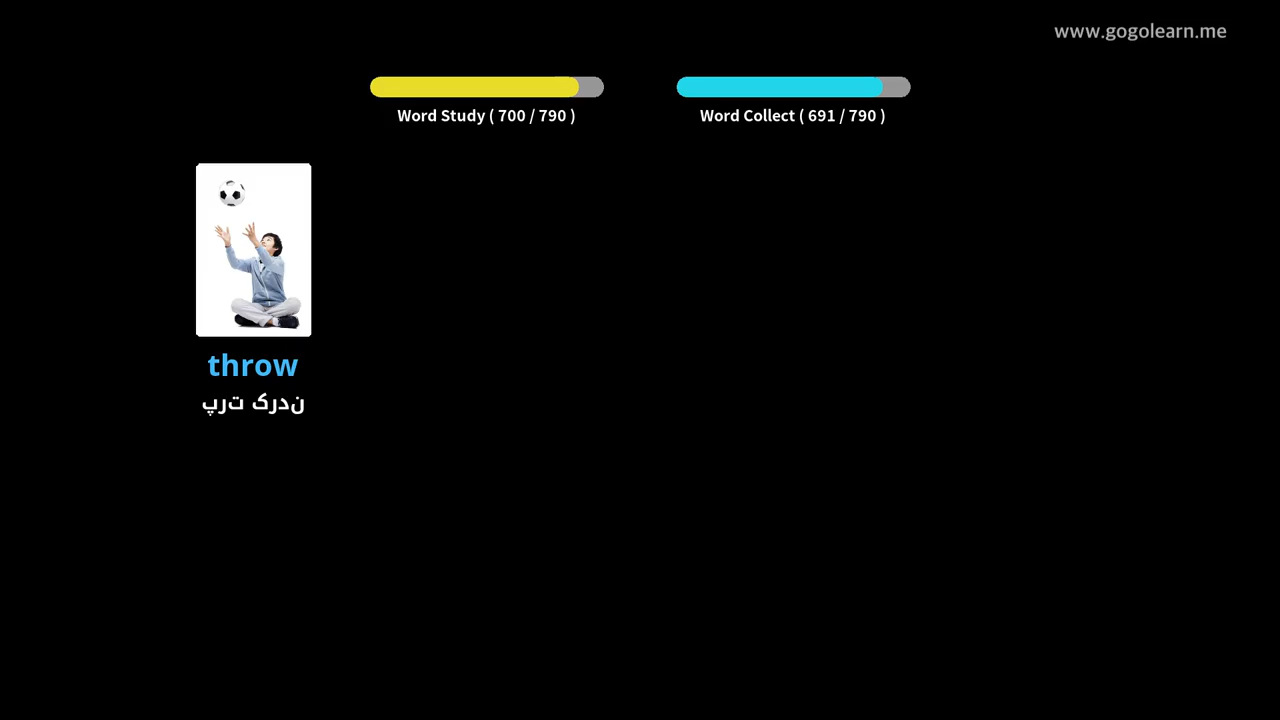 www.gogolearn.me
Word Study ( 700 / 790 )
Word Collect ( 691 / 790 )
throw
پرت کردن